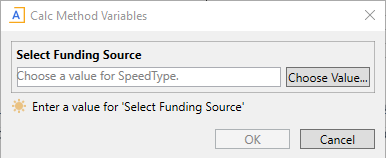 Calc Method Variables
Select Funding Source
Choose a value for SpeedType. Choose Value...
Enter a value for 'Select Funding Source'
OK Cancel